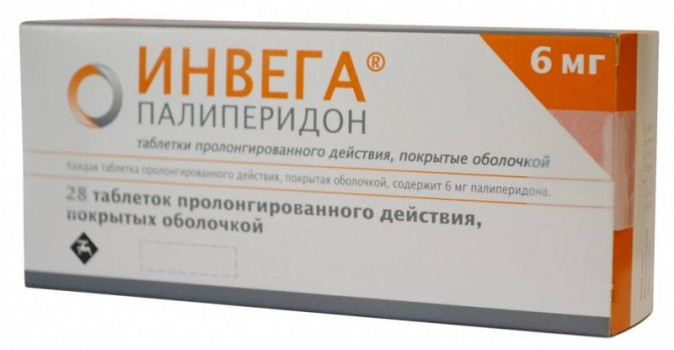 ИНВЕГА®
6 мг
ПАЛИПЕРИДОН
таблетки пролонгированного действия, покрытые оболочкой
Каждая таблетка пролонгированного действия, покрытая оболочкой, содержит 6 мг палиперидона.
28 таблеток пролонгированного действия,
покрытых оболочкой